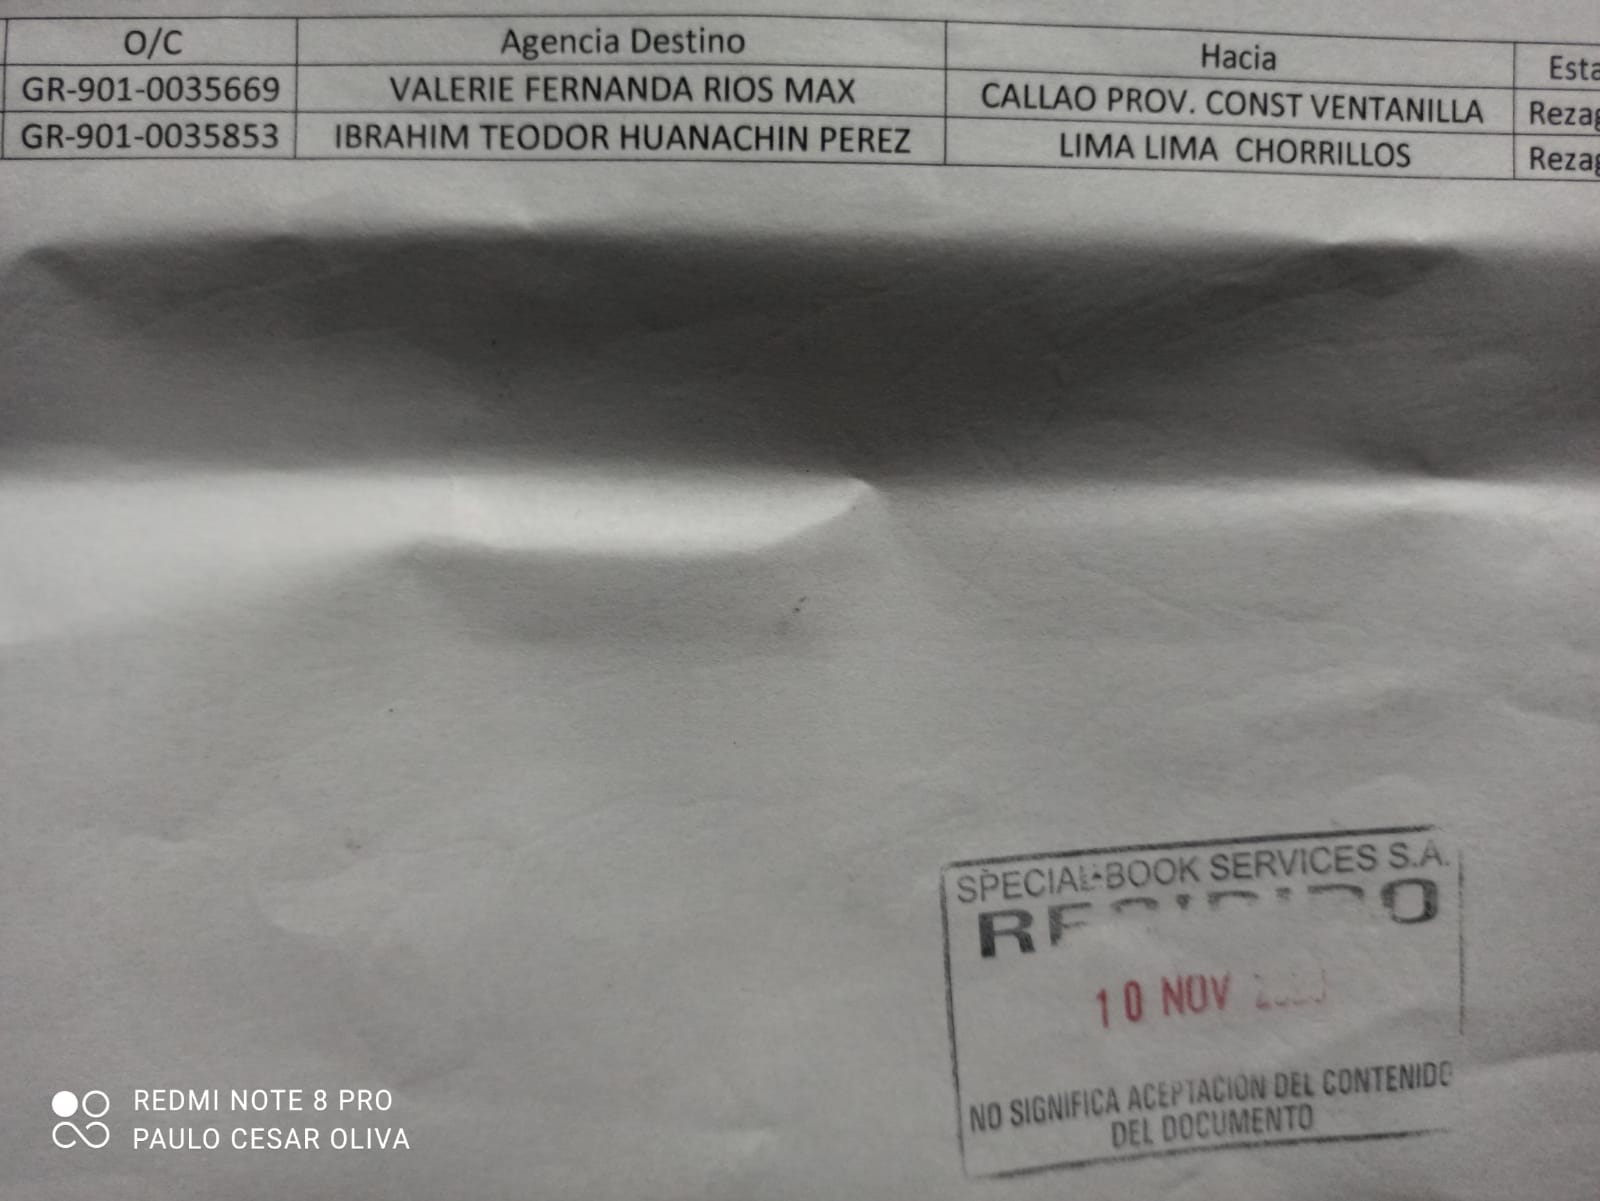 O/C Agencia Destino Hacia
GR-901-0035669 VALERIE FERNANDA RIOS MAX CALLAO PROV. CONST VENTANILLA
GR-901-0035853 IBRAHIM TEODOR HUANACHIN PEREZ LIMA LIMA CHORRILLOS
SPECIAL BOOK SERVICES S.A.
RECIBIDO
10 NOV
NO SIGNIFICA ACEPTACION DEL CONTENIDO
DEL DOCUMENTO
REDMI NOTE 8 PRO
PAULO CESAR OLIVA